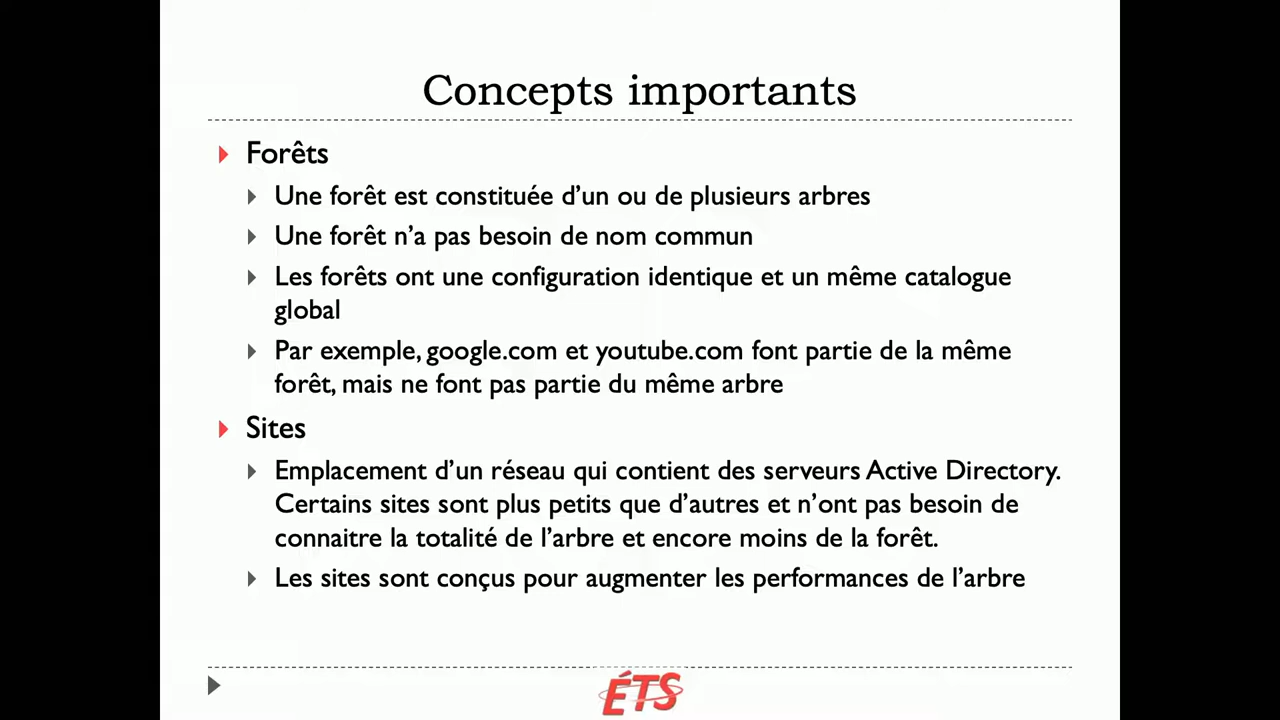 Concepts importants
Forêts
Une forêt est constituée d’un ou de plusieurs arbres
Une forêt n’a pas besoin de nom commun
Les forêts ont une configuration identique et un même catalogue
global
Par exemple, google.com et youtube.com font partie de la même
forêt, mais ne font pas partie du même arbre
Sites
Emplacement d’un réseau qui contient des serveurs Active Directory.
Certains sites sont plus petits que d’autres et n’ont pas besoin de
connaitre la totalité de l’arbre et encore moins de la forêt.
Les sites sont conçus pour augmenter les performances de l’arbre
ÉTS